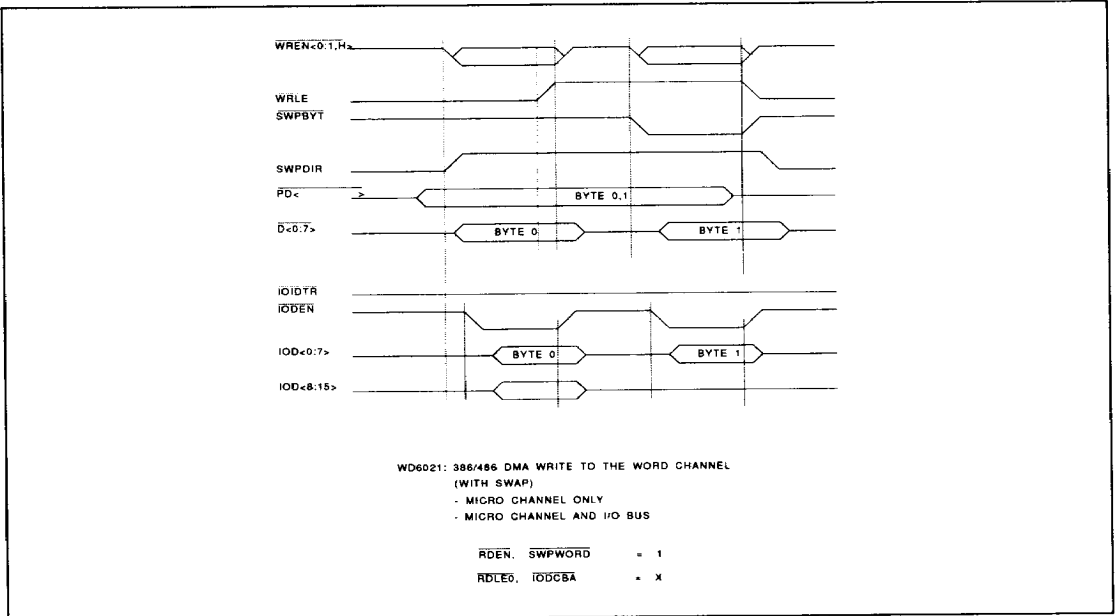 WREN<0:1,H>
WRLE
SWPBYT
SWPDIR
PD< >
BYTE 0,1
D<0:7>
BYTE 0
BYTE 1
IOIDTR
IODEN
IOD<0:7>
BYTE 0
BYTE 1
IOD<8:15>
WD6021: 386/486 DMA WRITE TO THE WORD CHANNEL
(WITH SWAP)
- MICRO CHANNEL ONLY
- MICRO CHANNEL AND I/O BUS
RDEN, SWPWORD = 1
RDLE0, IODCBA = X